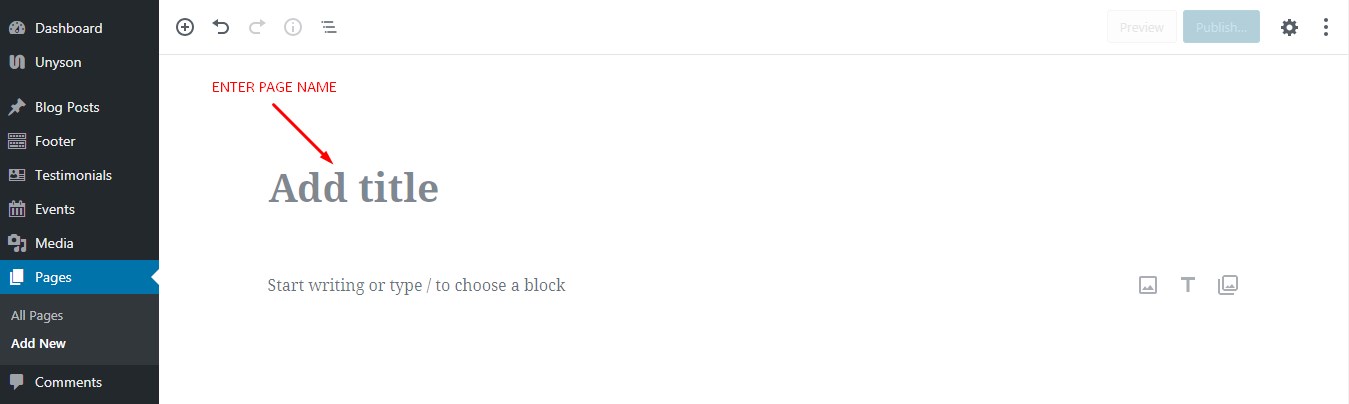 Dashboard
Unyson
Blog Posts
Footer
Testimonials
Events
Media
Pages
All Pages
Add New
Comments
Preview
Publish...
ENTER PAGE NAME
Add title
Start writing or type / to choose a block